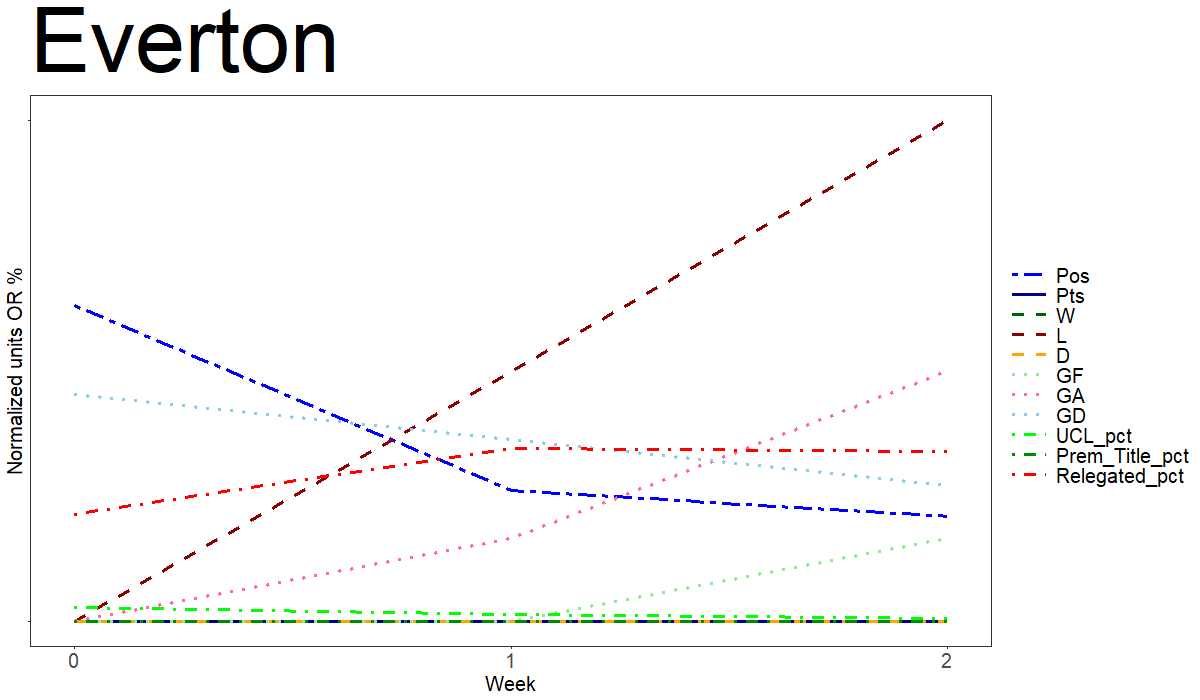 Everton
Normalized units OR %
0
1
2
Week
Pos
Pts
W
L
D
GF
GA
GD
UCL_pct
Prem_Title_pct
Relegated_pct